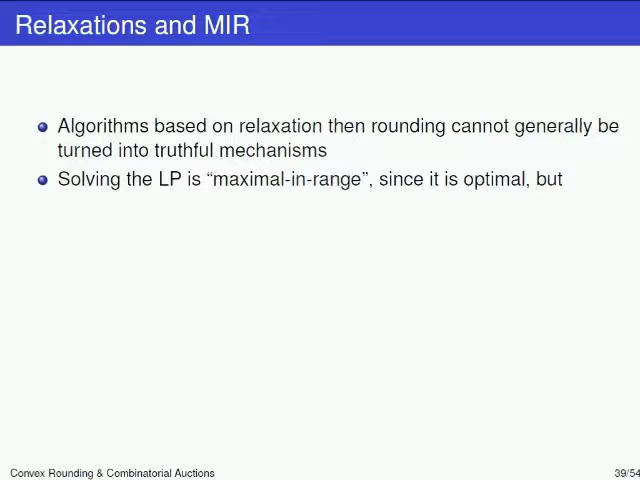 Relaxations and MIR
Algorithms based on relaxation then rounding cannot generally be
turned into truthful mechanisms
Solving the LP is “maximal-in-range”, since it is optimal, but
Convex Rounding & Combinatorial Auctions
39/54